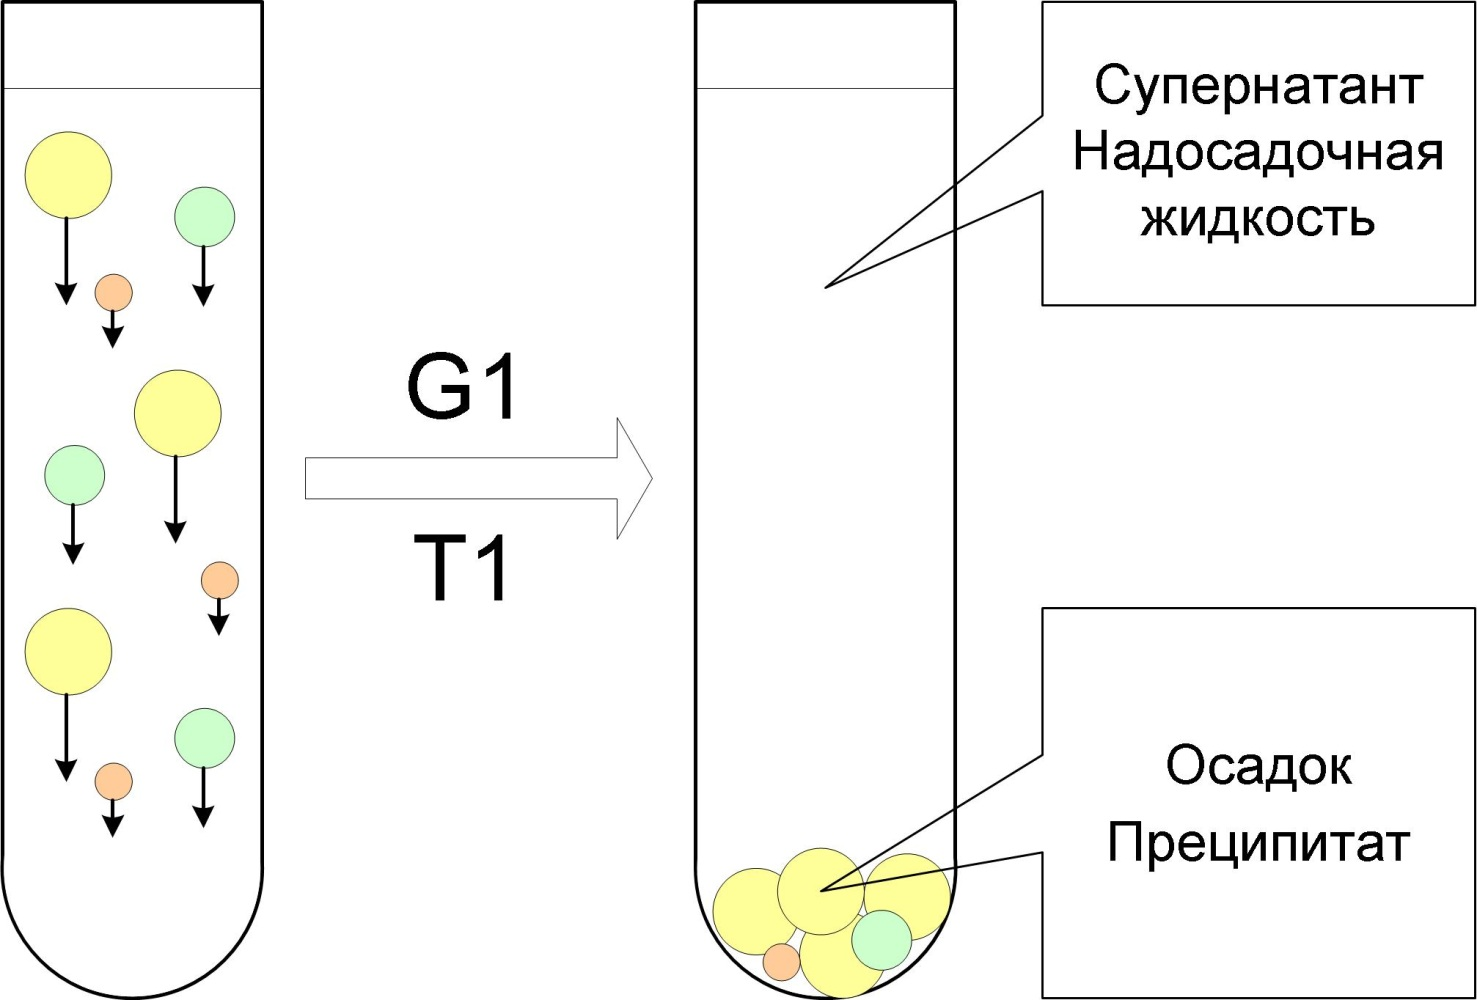 G1
T1
Супернатант
Надосадочная
жидкость
Осадок
Преципитат